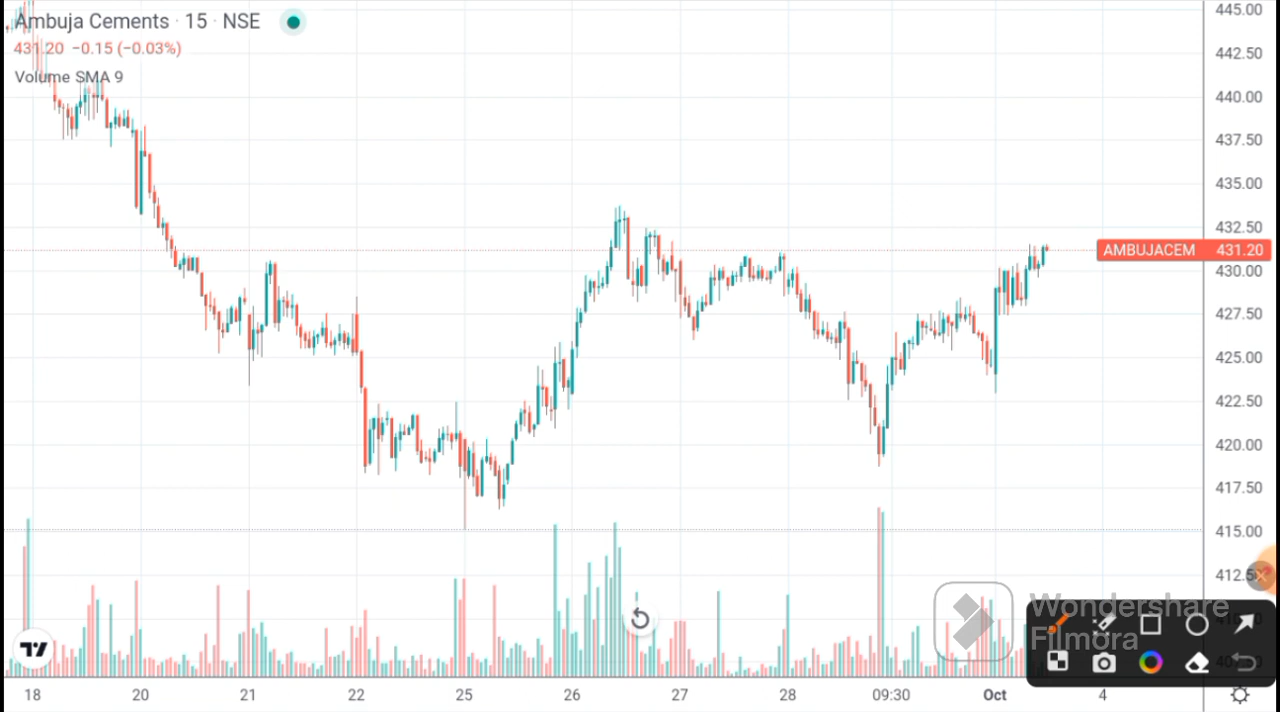 Ambuja Cements · 15 · NSE
431.20 −0.15 (−0.03%)
Volume SMA 9
445.00
442.50
440.00
437.50
435.00
432.50
AMBUJACEM 431.20
430.00
427.50
425.00
422.50
420.00
417.50
415.00
412.50
Wondershare
Filmora
18 20 21 22 25 26 27 28 09:30 Oct 4